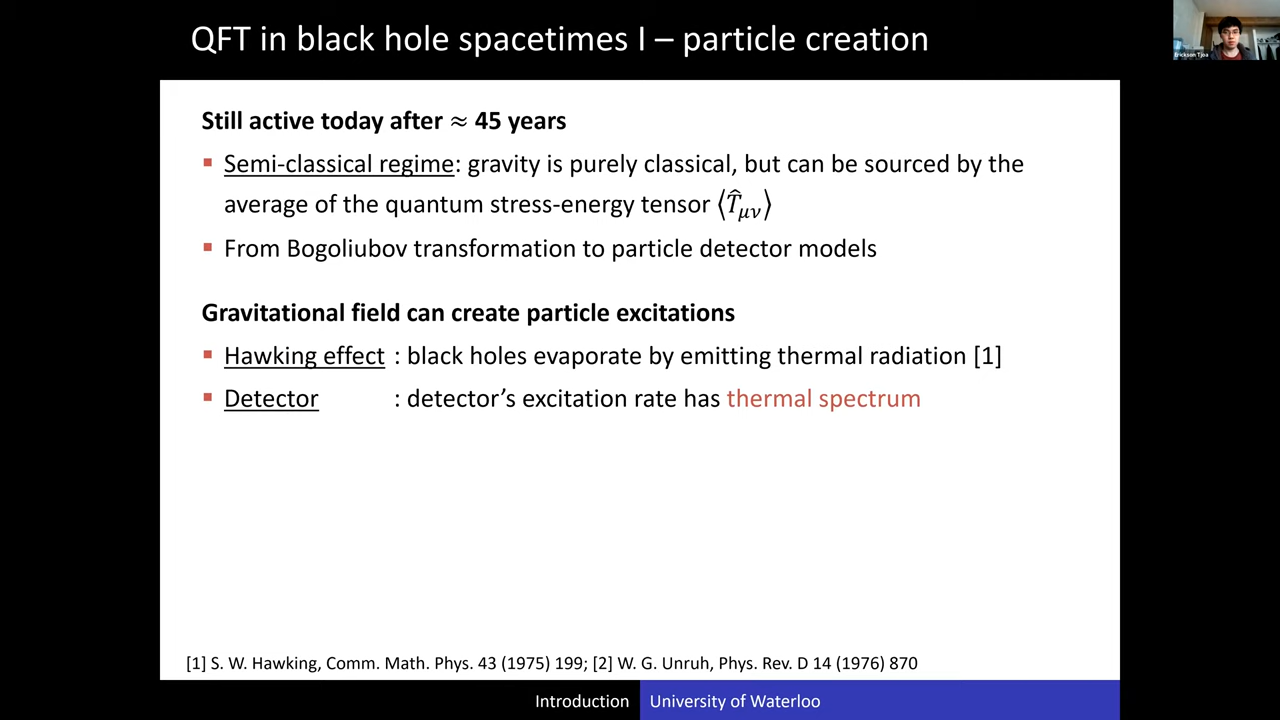 QFT in black hole spacetimes I – particle creation
Erickson Tjoa
Still active today after ≈ 45 years
▪ Semi-classical regime: gravity is purely classical, but can be sourced by the
average of the quantum stress-energy tensor ⟨T̂μν⟩
▪ From Bogoliubov transformation to particle detector models
Gravitational field can create particle excitations
▪ Hawking effect : black holes evaporate by emitting thermal radiation [1]
▪ Detector : detector’s excitation rate has thermal spectrum
[1] S. W. Hawking, Comm. Math. Phys. 43 (1975) 199; [2] W. G. Unruh, Phys. Rev. D 14 (1976) 870
Introduction
University of Waterloo